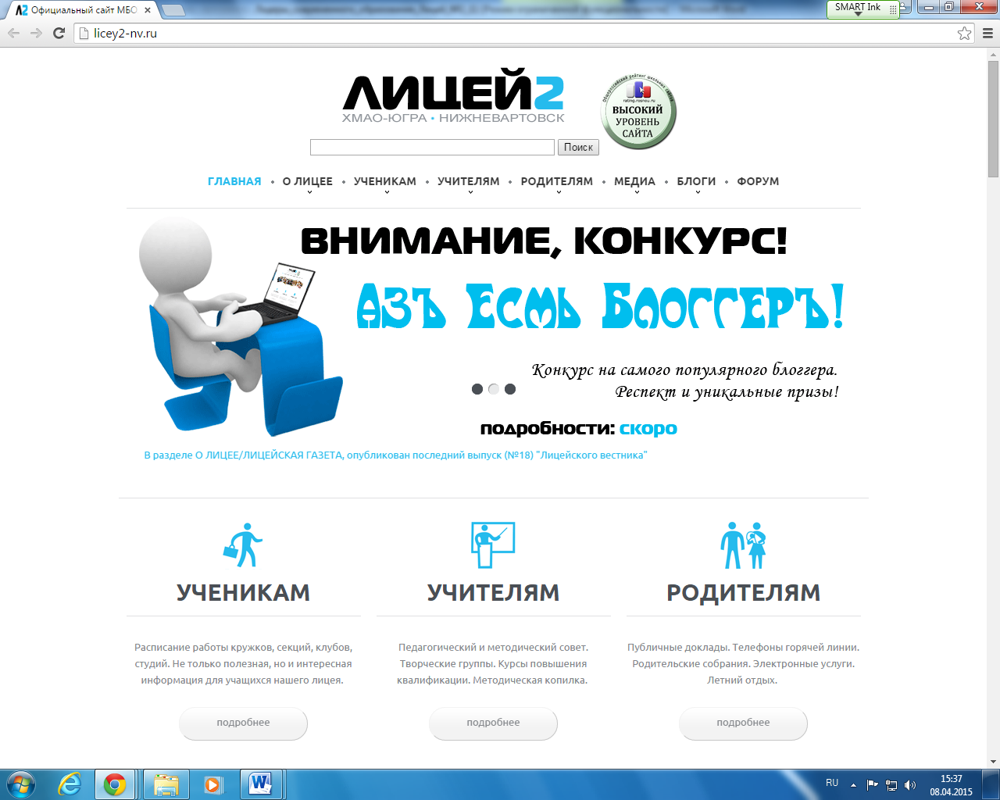 Официальный сайт МБО
SMART Ink
licey2-nv.ru
ЛИЦЕЙ2
ХМАО-ЮГРА • НИЖНЕВАРТОВСК
Общероссийский рейтинг школьных сайтов
rating.rosnou.ru
ВЫСОКИЙ
УРОВЕНЬ
САЙТА
Поиск
ГЛАВНАЯ • О ЛИЦЕЕ • УЧЕНИКАМ • УЧИТЕЛЯМ • РОДИТЕЛЯМ • МЕДИА • БЛОГИ • ФОРУМ
ВНИМАНИЕ, КОНКУРС!
Азъ Есмь Блоггеръ!
Конкурс на самого популярного блоггера.
Респект и уникальные призы!
подробности: скоро
В разделе О ЛИЦЕЕ/ЛИЦЕЙСКАЯ ГАЗЕТА, опубликован последний выпуск (№18) "Лицейского вестника"
УЧЕНИКАМ
Расписание работы кружков, секций, клубов,
студий. Не только полезная, но и интересная
информация для учащихся нашего лицея.
подробнее
УЧИТЕЛЯМ
Педагогический и методический совет.
Творческие группы. Курсы повышения
квалификации. Методическая копилка.
подробнее
РОДИТЕЛЯМ
Публичные доклады. Телефоны горячей линии.
Родительские собрания. Электронные услуги.
Летний отдых.
подробнее
RU
15:37
08.04.2015